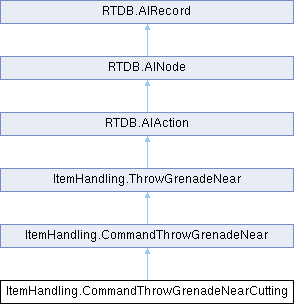 RTDB.AIRecord
RTDB.AINode
RTDB.AIAction
ItemHandling.ThrowGrenadeNear
ItemHandling.CommandThrowGrenadeNear
ItemHandling.CommandThrowGrenadeNearCutting